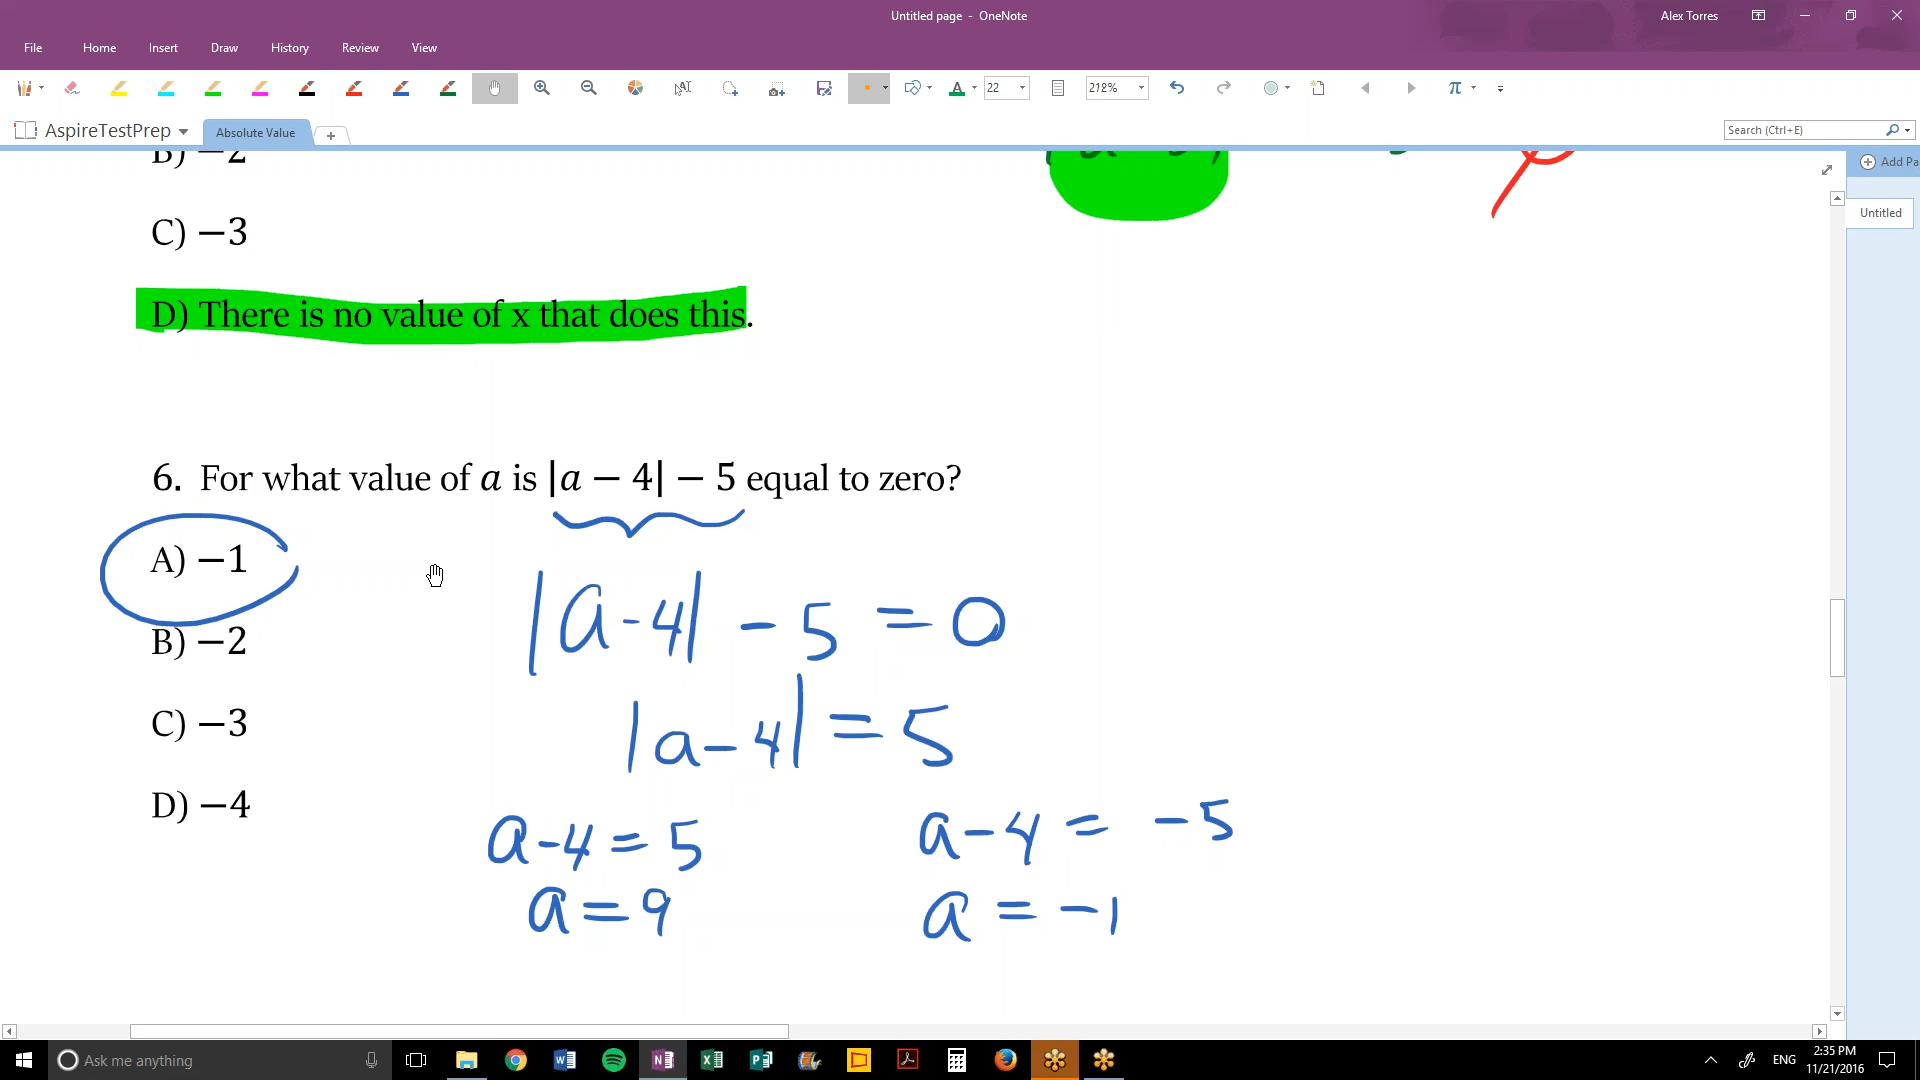 Untitled page - OneNote
Alex Torres
File Home Insert Draw History Review View
22
218%
AspireTestPrep
Absolute Value
Search (Ctrl+E)
Add Pa
Untitled
B) −2
C) −3
D) There is no value of x that does this.
6. For what value of a is |a − 4| − 5 equal to zero?
A) −1
B) −2
C) −3
D) −4
|a-4| - 5 = 0
|a-4| = 5
a-4 = 5
a = 9
a-4 = -5
a = -1
Ask me anything
ENG
2:35 PM
11/21/2016